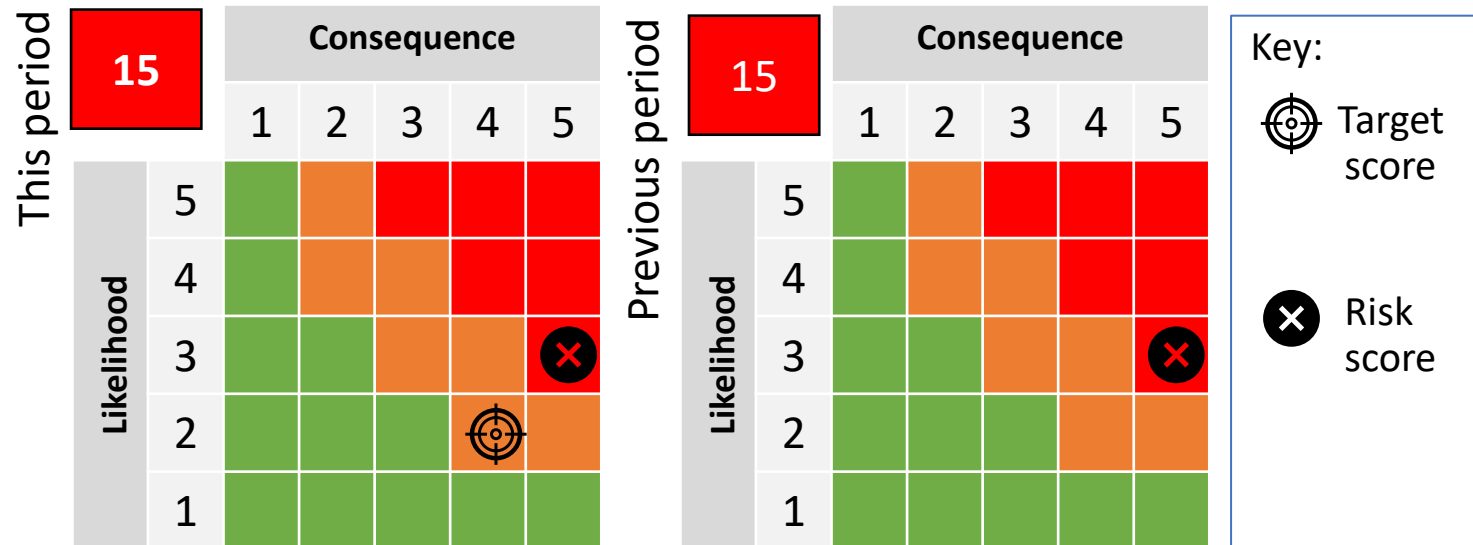 This period
15
Consequence
1 2 3 4 5
Likelihood
5
4
3
2
1
Previous period
15
Consequence
1 2 3 4 5
Likelihood
5
4
3
2
1
Key:
Target
score
Risk
score